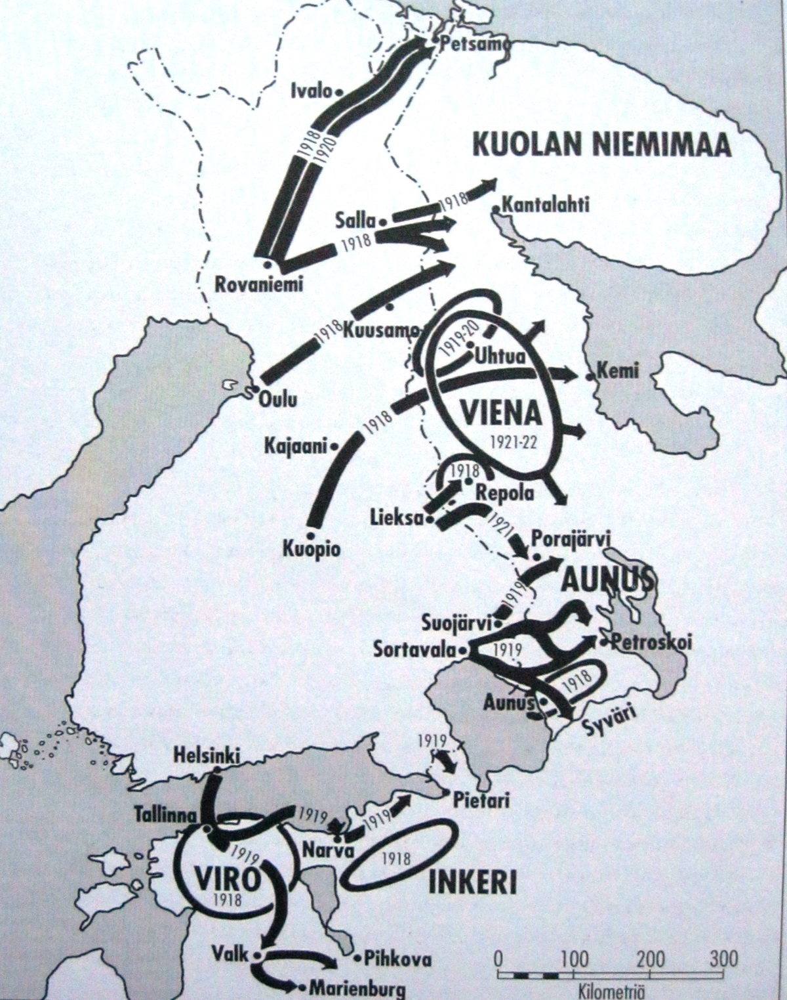 Petsamo
Ivalo
1918
1920
KUOLAN NIEMIMAA
1918
Kantalahti
Salla
1918
Rovaniemi
1918
Kuusamo
1919-20
Uhtua
Kemi
Oulu
VIENA
1918
1921-22
Kajaani
1918
Repola
Lieksa
1921
Porajärvi
Kuopio
AUNUS
1919
Suojärvi
Sortavala
1919
Petroskoi
1918
Aunus
Syväri
1919
Helsinki
Pietari
Tallinna
1919
1919
Narva
1919
1918
VIRO
INKERI
1918
Valk
Pihkova
Marienburg
0 100 200 300
Kilometriä